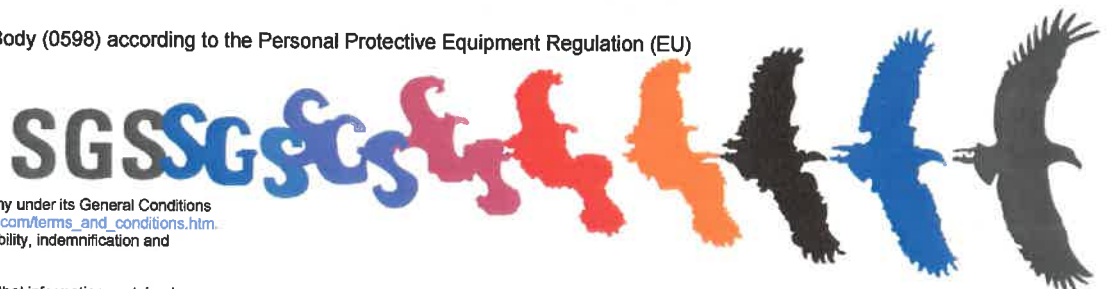 Body (0598) according to the Personal Protective Equipment Regulation (EU)
SGSSGS
ny under its General Conditions
com/terms_and_conditions.htm.
bility, indemnification and